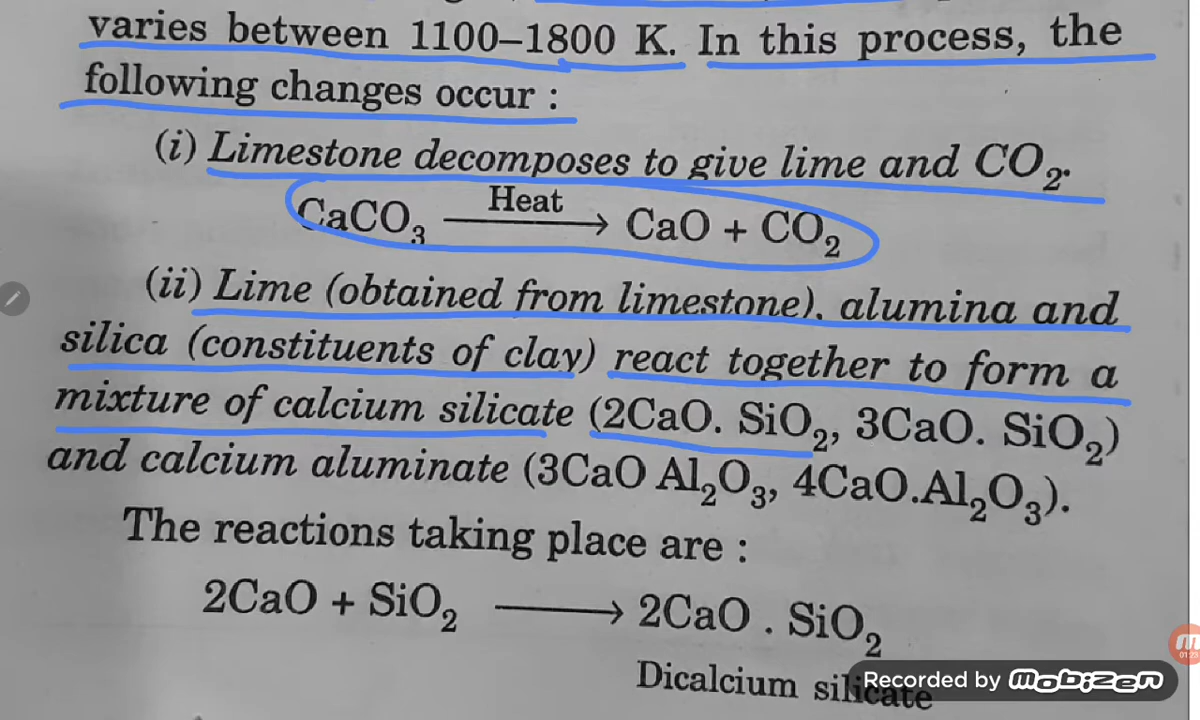 varies between 1100–1800 K. In this process, the
following changes occur :
(i) Limestone decomposes to give lime and CO₂.
CaCO₃ —Heat→ CaO + CO₂
(ii) Lime (obtained from limestone), alumina and
silica (constituents of clay) react together to form a
mixture of calcium silicate (2CaO. SiO₂, 3CaO. SiO₂)
and calcium aluminate (3CaO Al₂O₃, 4CaO.Al₂O₃).
The reactions taking place are :
2CaO + SiO₂ ⟶ 2CaO . SiO₂
Dicalcium silicate
Recorded by mobizen
01:23